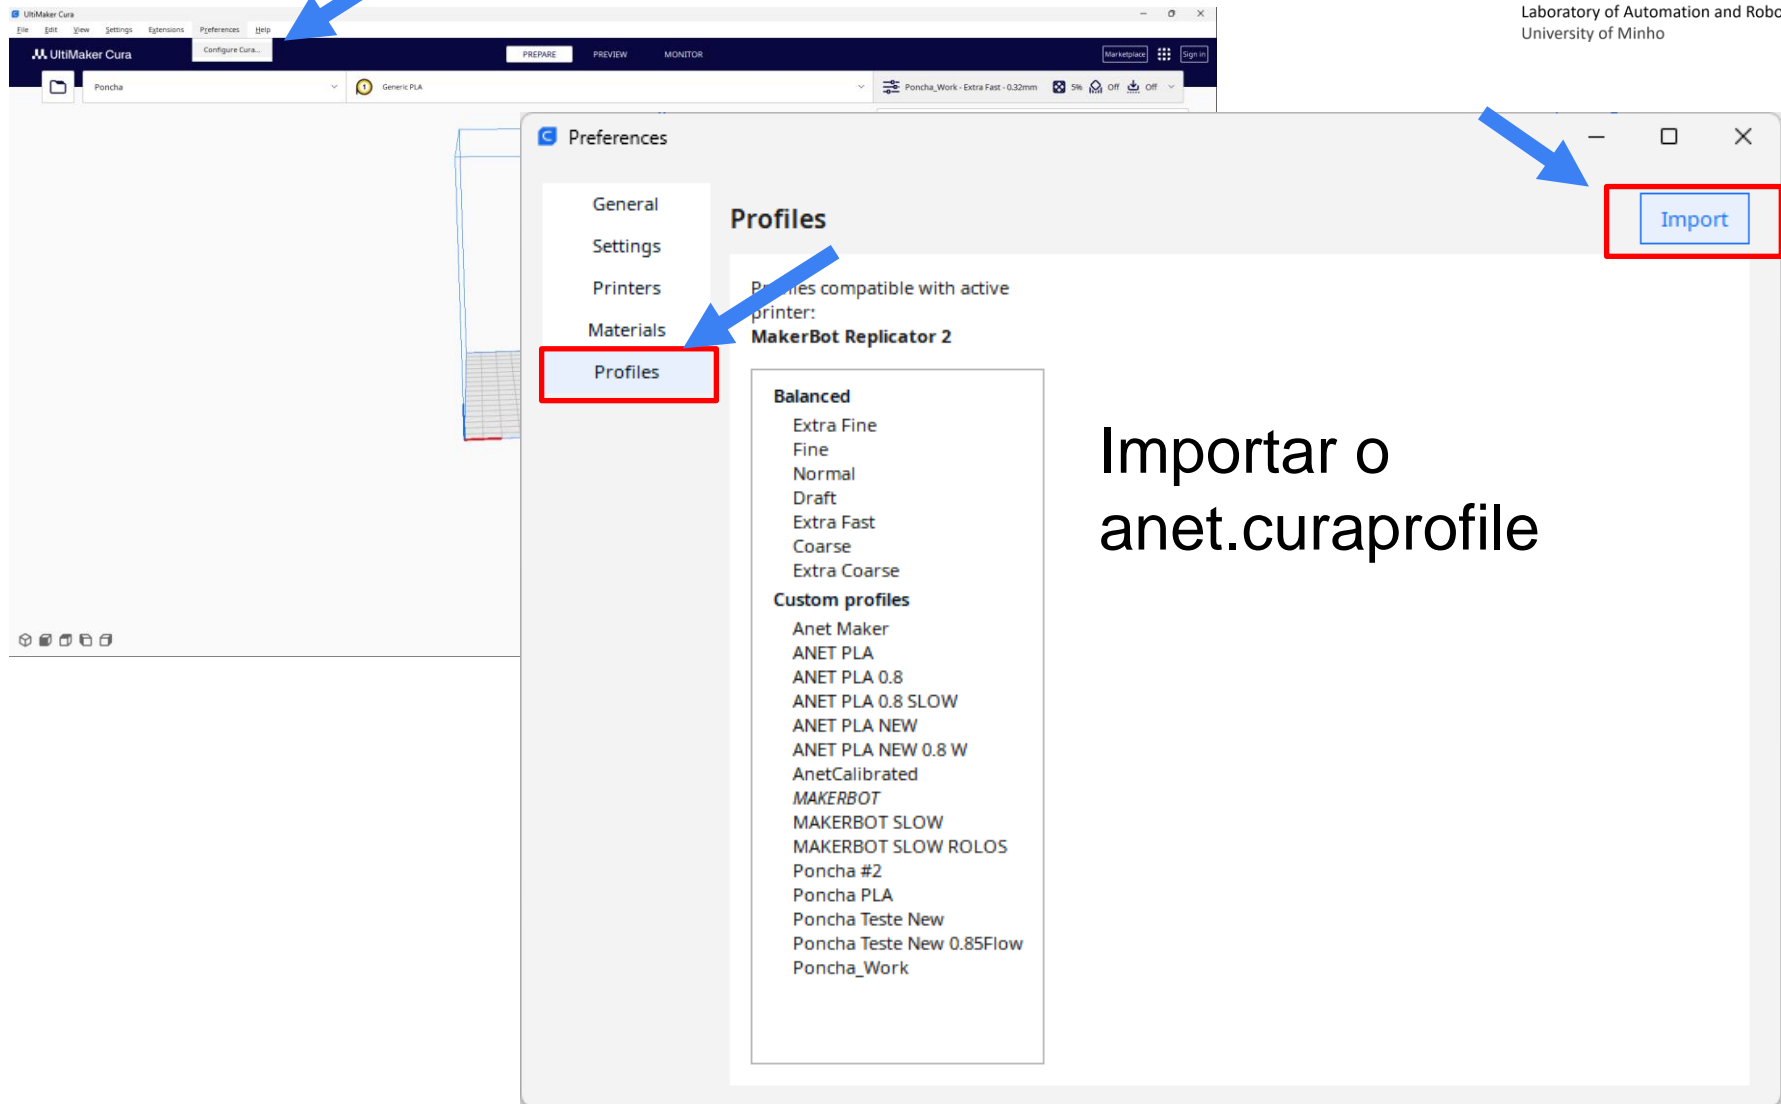 Laboratory of Automation and Robo
University of Minho
UltiMaker Cura
File Edit View Settings Extensions Preferences Help
Configure Cura...
UltiMaker Cura
PREPARE PREVIEW MONITOR
Marketplace Sign in
Poncha
1 Generic PLA
Poncha_Work - Extra Fast - 0.32mm 5% Off Off
Preferences
General
Settings
Printers
Materials
Profiles
Profiles
Import
Profiles compatible with active
printer:
MakerBot Replicator 2
Balanced
Extra Fine
Fine
Normal
Draft
Extra Fast
Coarse
Extra Coarse
Custom profiles
Anet Maker
ANET PLA
ANET PLA 0.8
ANET PLA 0.8 SLOW
ANET PLA NEW
ANET PLA NEW 0.8 W
AnetCalibrated
MAKERBOT
MAKERBOT SLOW
MAKERBOT SLOW ROLOS
Poncha #2
Poncha PLA
Poncha Teste New
Poncha Teste New 0.85Flow
Poncha_Work
Importar o
anet.curaprofile